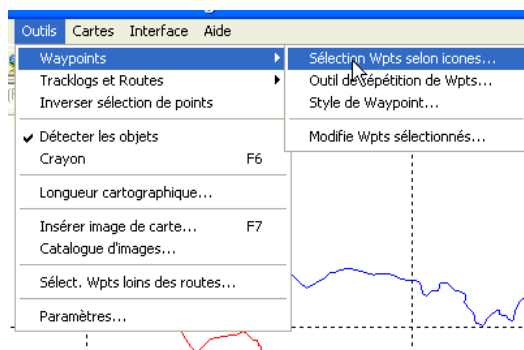 Outils Cartes Interface Aide
Waypoints
Tracklogs et Routes
Inverser sélection de points
Détecter les objets
Crayon F6
Longueur cartographique...
Insérer image de carte... F7
Catalogue d'images...
Sélect. Wpts loins des routes...
Paramètres...
Sélection Wpts selon icones...
Outil de répétition de Wpts...
Style de Waypoint...
Modifie Wpts sélectionnés...